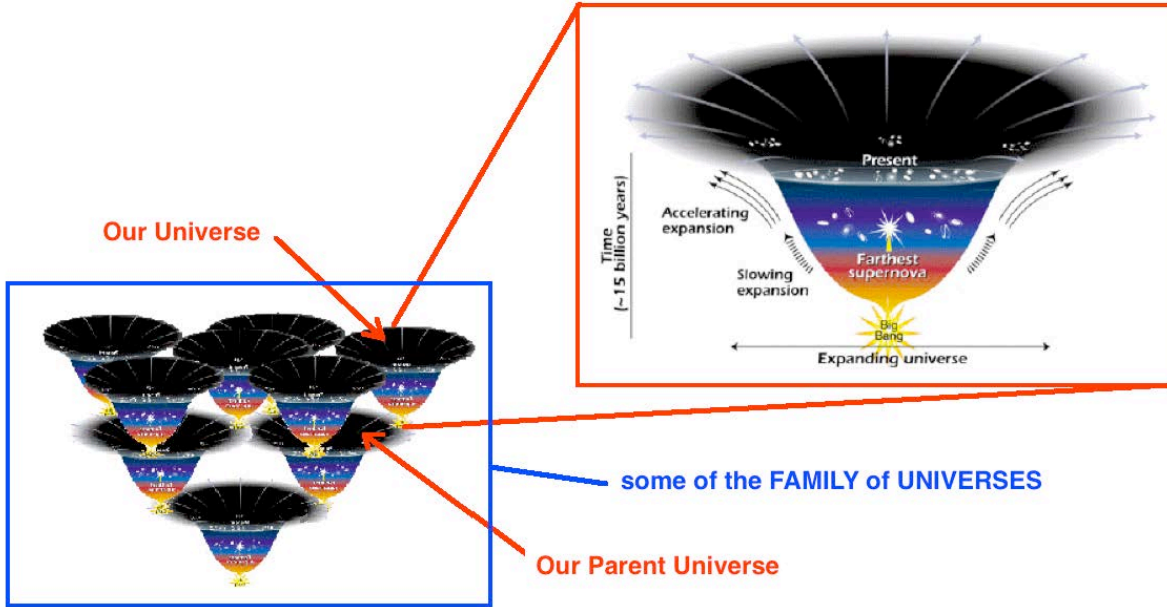 Present
Time
(~15 billion years)
Accelerating
expansion
Farthest
supernova
Slowing
expansion
Big
Bang
Expanding universe
Our Universe
some of the FAMILY of UNIVERSES
Our Parent Universe